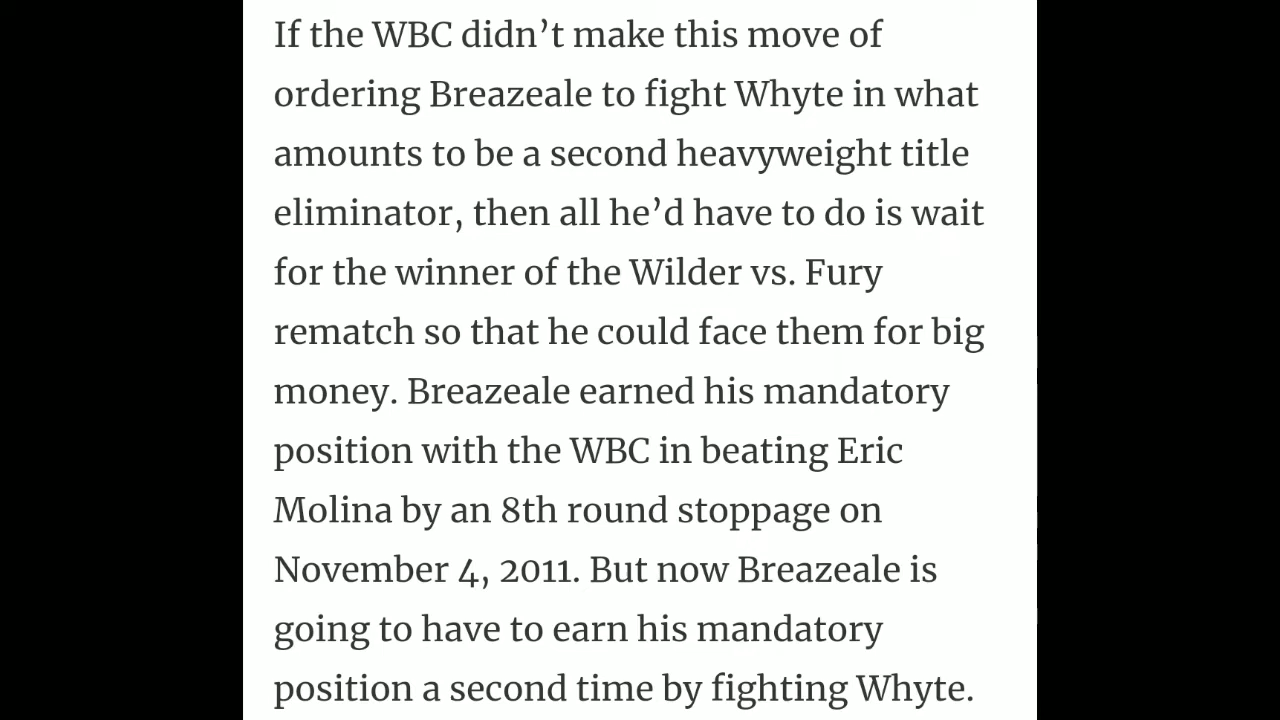 If the WBC didn’t make this move of
ordering Breazeale to fight Whyte in what
amounts to be a second heavyweight title
eliminator, then all he’d have to do is wait
for the winner of the Wilder vs. Fury
rematch so that he could face them for big
money. Breazeale earned his mandatory
position with the WBC in beating Eric
Molina by an 8th round stoppage on
November 4, 2011. But now Breazeale is
going to have to earn his mandatory
position a second time by fighting Whyte.